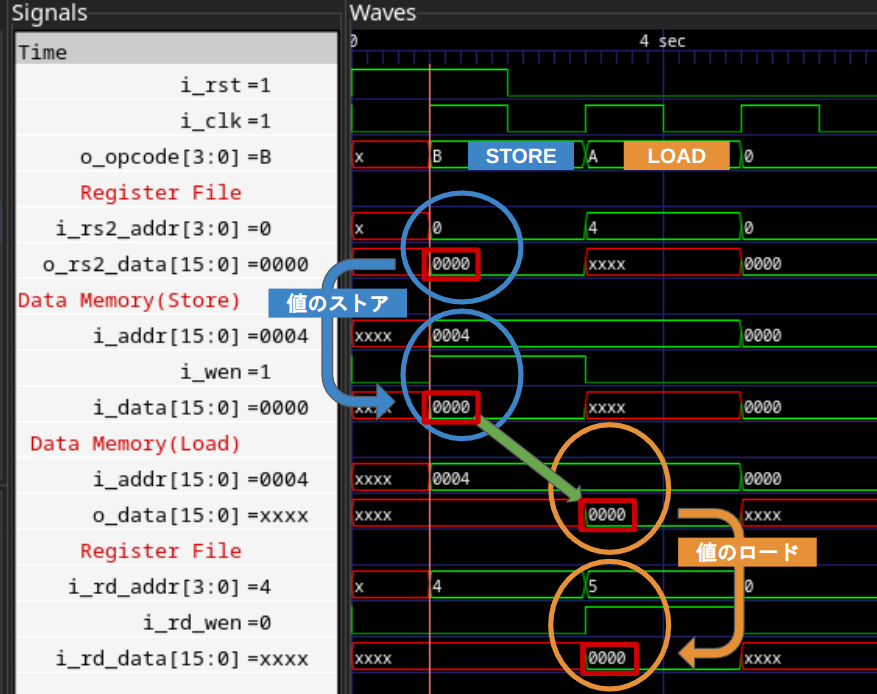 Signals Waves
Time 0 4 sec
i_rst =1
i_clk =1
o_opcode[3:0] =B x B STORE A LOAD 0
Register File
i_rs2_addr[3:0] =0 x 0 4 0
o_rs2_data[15:0] =0000 0000 xxxx 0000
Data Memory(Store) 値のストア
i_addr[15:0] =0004 xxxx 0004 0000
i_wen =1
i_data[15:0] =0000 xxxx 0000 xxxx 0000
Data Memory(Load)
i_addr[15:0] =0004 xxxx 0004 0000
o_data[15:0] =xxxx xxxx 0000 xxxx
Register File 値のロード
i_rd_addr[3:0] =4 x 4 5 0
i_rd_wen =0
i_rd_data[15:0] =xxxx xxxx 0000 xxxx